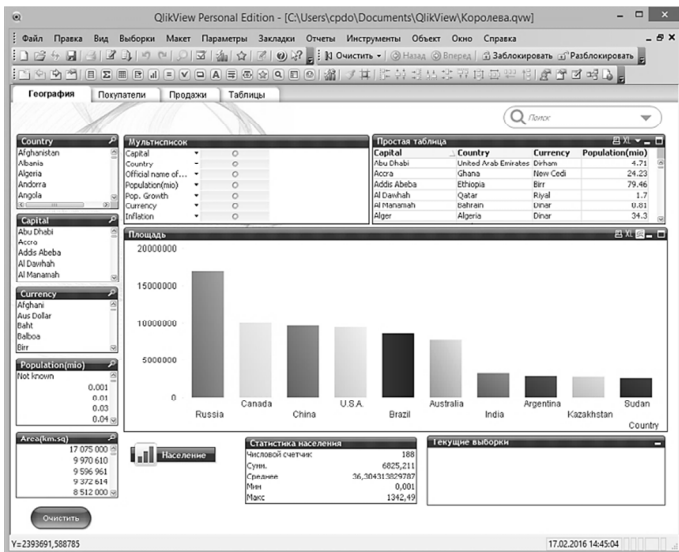 QlikView Personal Edition - [C:\Users\cpdo\Documents\QlikView\Королева.qvw]
Файл Правка Вид Выборки Макет Параметры Закладки Отчеты Инструменты Объект Окно Справка
Очистить Назад Вперед Заблокировать Разблокировать
География Покупатели Продажи Таблицы
Поиск
Country
Afghanistan
Albania
Algeria
Andorra
Angola
Capital
Abu Dhabi
Accra
Addis Abeba
Al Dawhah
Al Manamah
Currency
Afghani
Aus Dollar
Baht
Balboa
Birr
Population(mio)
Not known
0.001
0.01
0.03
0.04
Area(km.sq)
17 075 000
9 970 610
9 596 961
9 372 614
8 512 000
Очистить
Мультисписок
Capital
Country
Official name of...
Population(mio)
Pop. Growth
Currency
Inflation
Простая таблица
Capital Country Currency Population(mio)
Abu Dhabi United Arab Emirates Dirham 4.71
Accra Ghana New Cedi 24.23
Addis Abeba Ethiopia Birr 79.46
Al Dawhah Qatar Riyal 1.7
Al Manamah Bahrain Dinar 0.81
Alger Algeria Dinar 34.3
Площадь
20000000
15000000
10000000
5000000
0
Russia Canada China U.S.A. Brazil Australia India Argentina Kazakhstan Sudan
Country
Население
Статистика населения
Числовой счетчик 188
Сумм. 6825,211
Среднее 36,304313829787
Мин 0,001
Макс 1342,49
Текущие выборки
Y=2393691,588785
17.02.2016 14:45:04